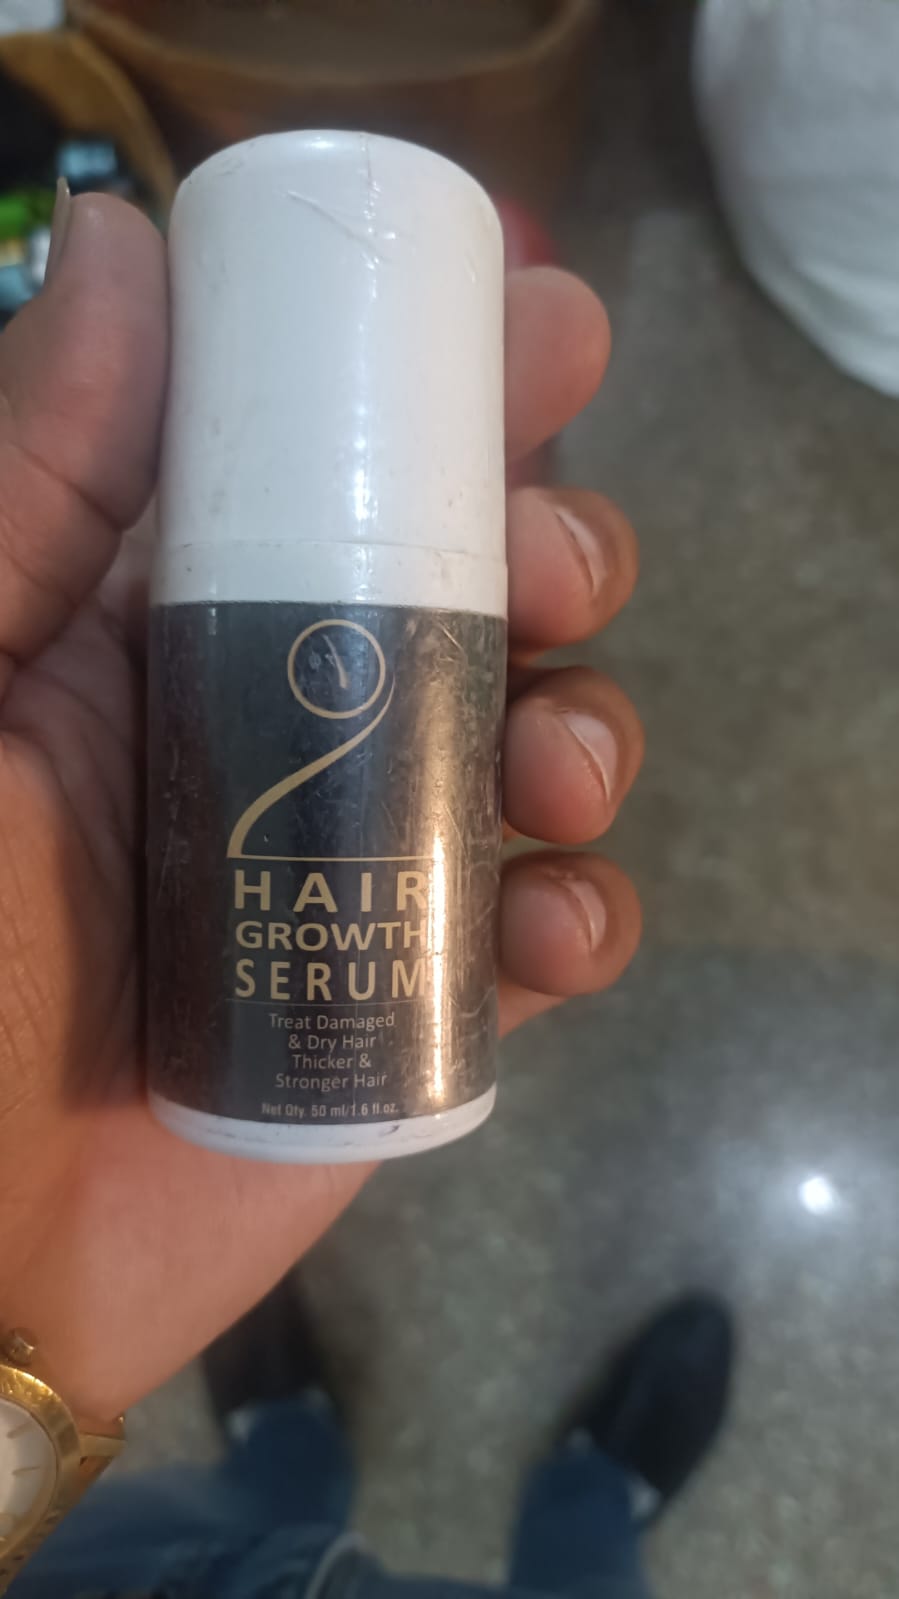 HAIR
GROWTH
SERUM
Treat Damaged
& Dry Hair
Thicker &
Stronger Hair
Net Qty. 50 ml/1.6 fl.oz.